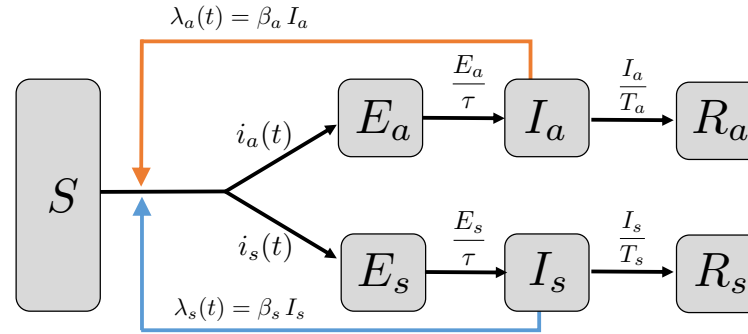 λ_a(t) = β_a I_a
E_a/τ
I_a/T_a
E_a
I_a
R_a
i_a(t)
S
i_s(t)
E_s/τ
I_s/T_s
E_s
I_s
R_s
λ_s(t) = β_s I_s